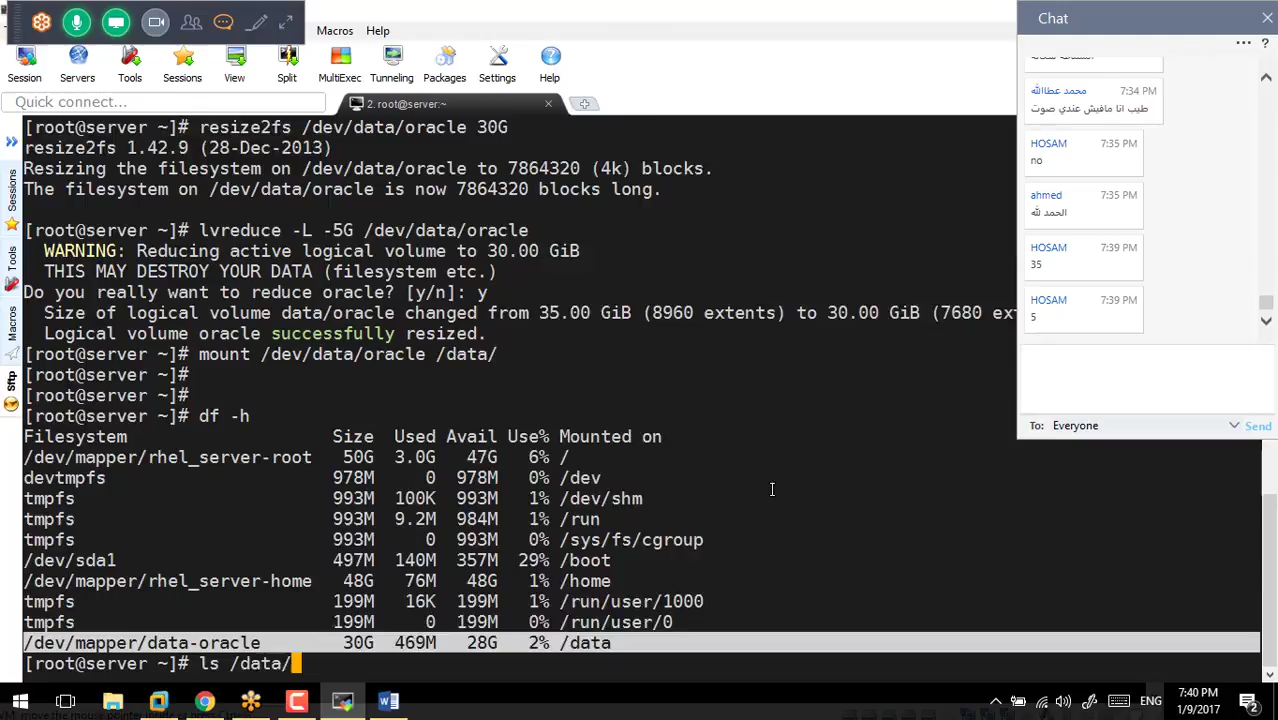 Macros Help
Session Servers Tools Sessions View Split MultiExec Tunneling Packages Settings Help
Quick connect...
2. root@server:~
Sessions
Tools
Macros
Sftp
[root@server ~]# resize2fs /dev/data/oracle 30G
resize2fs 1.42.9 (28-Dec-2013)
Resizing the filesystem on /dev/data/oracle to 7864320 (4k) blocks.
The filesystem on /dev/data/oracle is now 7864320 blocks long.
[root@server ~]# lvreduce -L -5G /dev/data/oracle
WARNING: Reducing active logical volume to 30.00 GiB
THIS MAY DESTROY YOUR DATA (filesystem etc.)
Do you really want to reduce oracle? [y/n]: y
Size of logical volume data/oracle changed from 35.00 GiB (8960 extents) to 30.00 GiB (7680 ext
Logical volume oracle successfully resized.
[root@server ~]# mount /dev/data/oracle /data/
[root@server ~]#
[root@server ~]#
[root@server ~]# df -h
Filesystem Size Used Avail Use% Mounted on
/dev/mapper/rhel_server-root 50G 3.0G 47G 6% /
devtmpfs 978M 0 978M 0% /dev
tmpfs 993M 100K 993M 1% /dev/shm
tmpfs 993M 9.2M 984M 1% /run
tmpfs 993M 0 993M 0% /sys/fs/cgroup
/dev/sda1 497M 140M 357M 29% /boot
/dev/mapper/rhel_server-home 48G 76M 48G 1% /home
tmpfs 199M 16K 199M 1% /run/user/1000
tmpfs 199M 0 199M 0% /run/user/0
/dev/mapper/data-oracle 30G 469M 28G 2% /data
[root@server ~]# ls /data/
Chat
محمد عطاالله 7:34 PM
طيب انا مافيش عندي صوت
HOSAM 7:35 PM
no
ahmed 7:35 PM
الحمد لله
HOSAM 7:39 PM
35
HOSAM 7:39 PM
5
To: Everyone Send
ENG
7:40 PM
1/9/2017
2